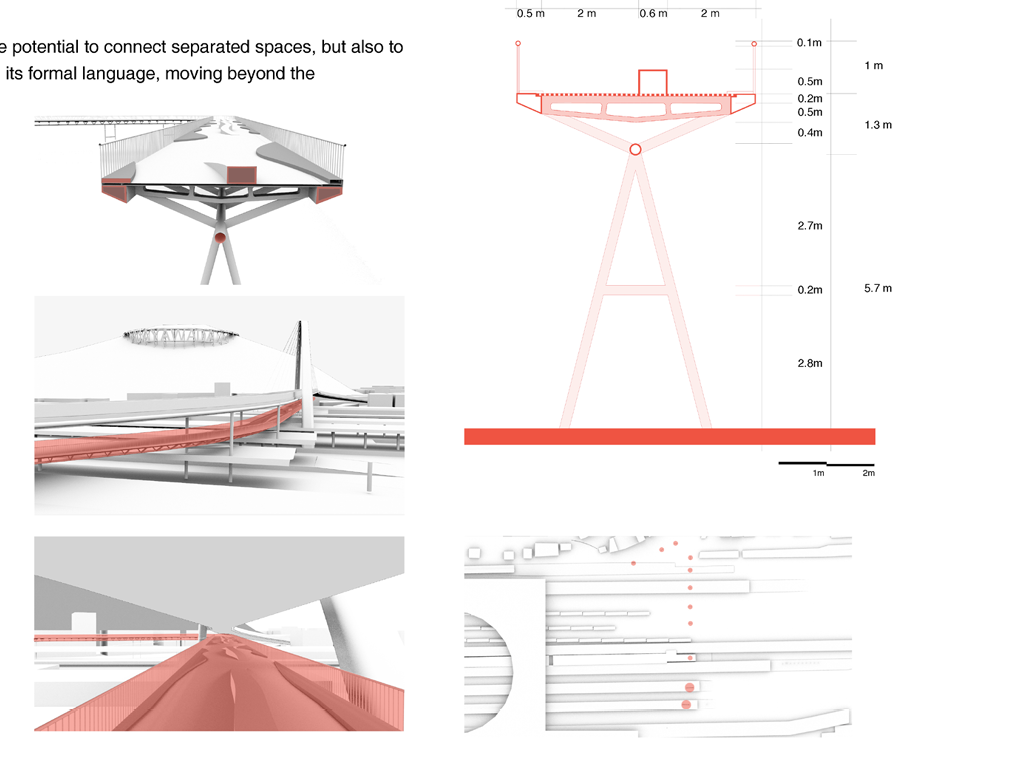 e potential to connect separated spaces, but also to
its formal language, moving beyond the
0.5 m 2 m 0.6 m 2 m
0.1m
1 m
0.5m
0.2m
0.5m
1.3 m
0.4m
2.7m
0.2m
5.7 m
2.8m
1m 2m